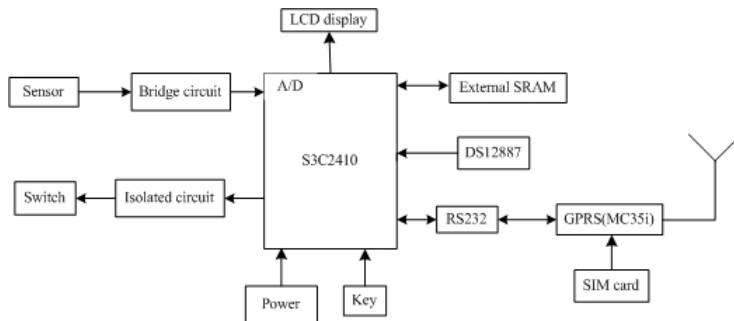 LCD display
A/D
Sensor
Bridge circuit
External SRAM
S3C2410
DS12887
Switch
Isolated circuit
RS232
GPRS(MC35i)
Power
Key
SIM card